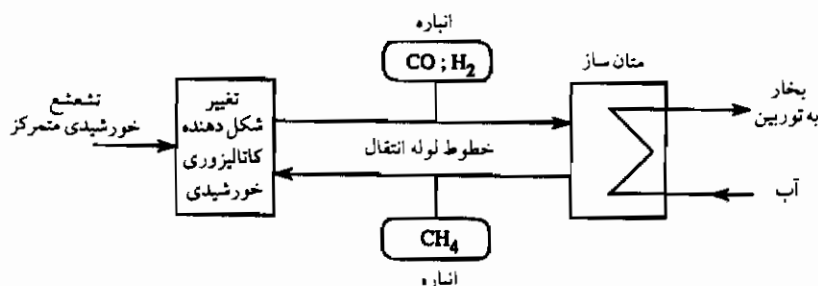 انباره
CO ; H₂
متان ساز
تشعشع
خورشیدی متمرکز
تغییر
شکل دهنده
کاتالیزوری
خورشیدی
خطوط لوله انتقال
بخار
به توربین
آب
CH₄
انبارو